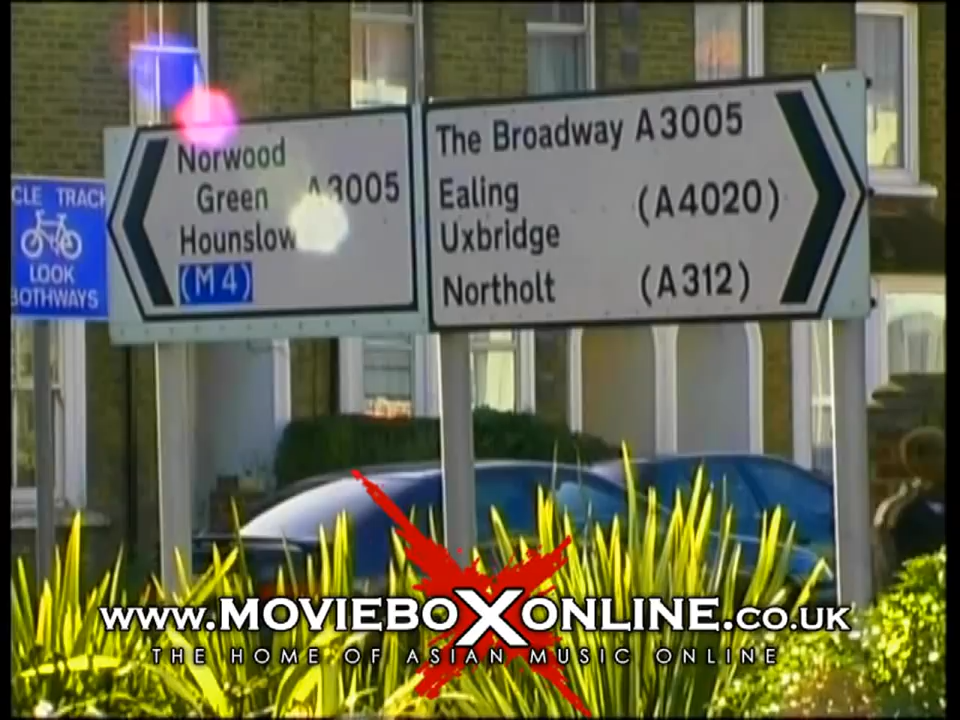 CLE TRACK
LOOK
BOTHWAYS
Norwood
Green A3005
Hounslow
(M4)
The Broadway A3005
Ealing (A4020)
Uxbridge
Northolt (A312)
www.MOVIEBOXONLINE.co.uk
THE HOME OF ASIAN MUSIC ONLINE